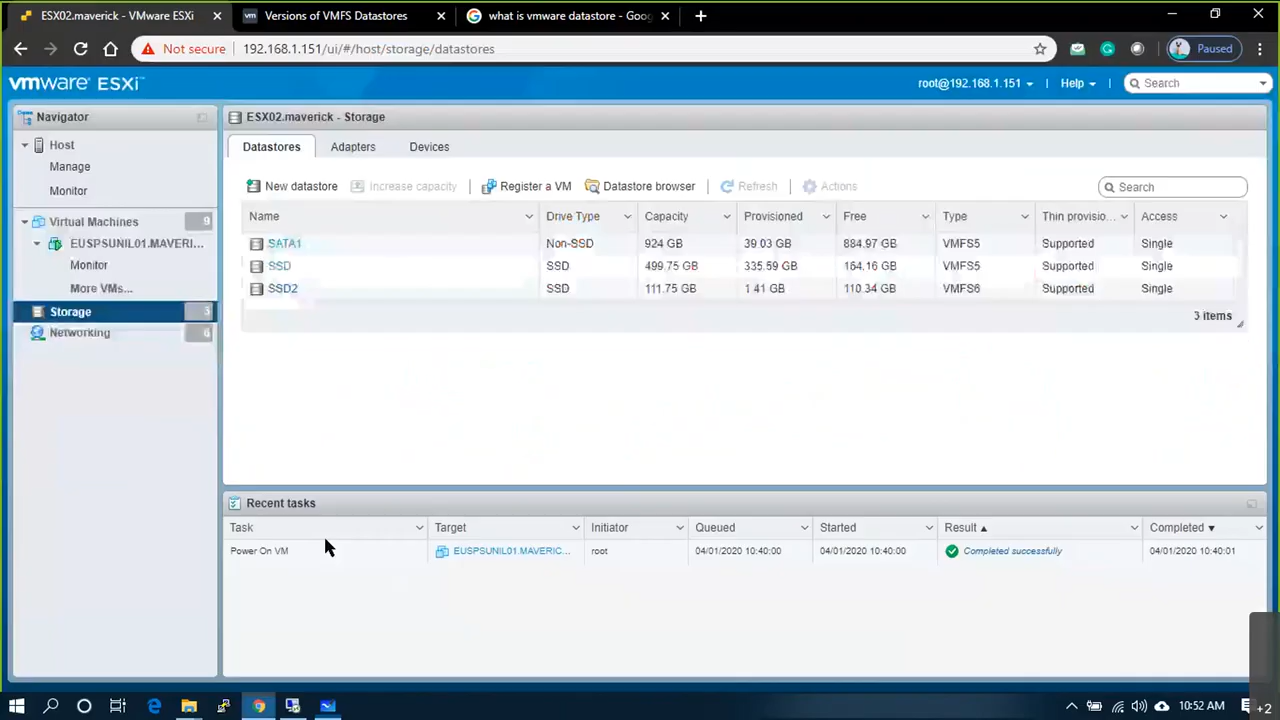 ESX02.maverick - VMware ESXi
Versions of VMFS Datastores
what is vmware datastore - Goo
Not secure 192.168.1.151/ui/#/host/storage/datastores
Paused
vmware ESXi
root@192.168.1.151
Help
Search
Navigator
ESX02.maverick - Storage
Host
Manage
Monitor
Virtual Machines 9
EUSPSUNIL01.MAVERI...
Monitor
More VMs...
Storage 3
Networking 6
Datastores Adapters Devices
New datastore Increase capacity Register a VM Datastore browser Refresh Actions
Search
Name Drive Type Capacity Provisioned Free Type Thin provisio... Access
SATA1 Non-SSD 924 GB 39.03 GB 884.97 GB VMFS5 Supported Single
SSD SSD 499.75 GB 335.59 GB 164.16 GB VMFS5 Supported Single
SSD2 SSD 111.75 GB 1.41 GB 110.34 GB VMFS6 Supported Single
3 items
Recent tasks
Task Target Initiator Queued Started Result Completed
Power On VM EUSPSUNIL01.MAVERIC... root 04/01/2020 10:40:00 04/01/2020 10:40:00 Completed successfully 04/01/2020 10:40:01
10:52 AM
+2